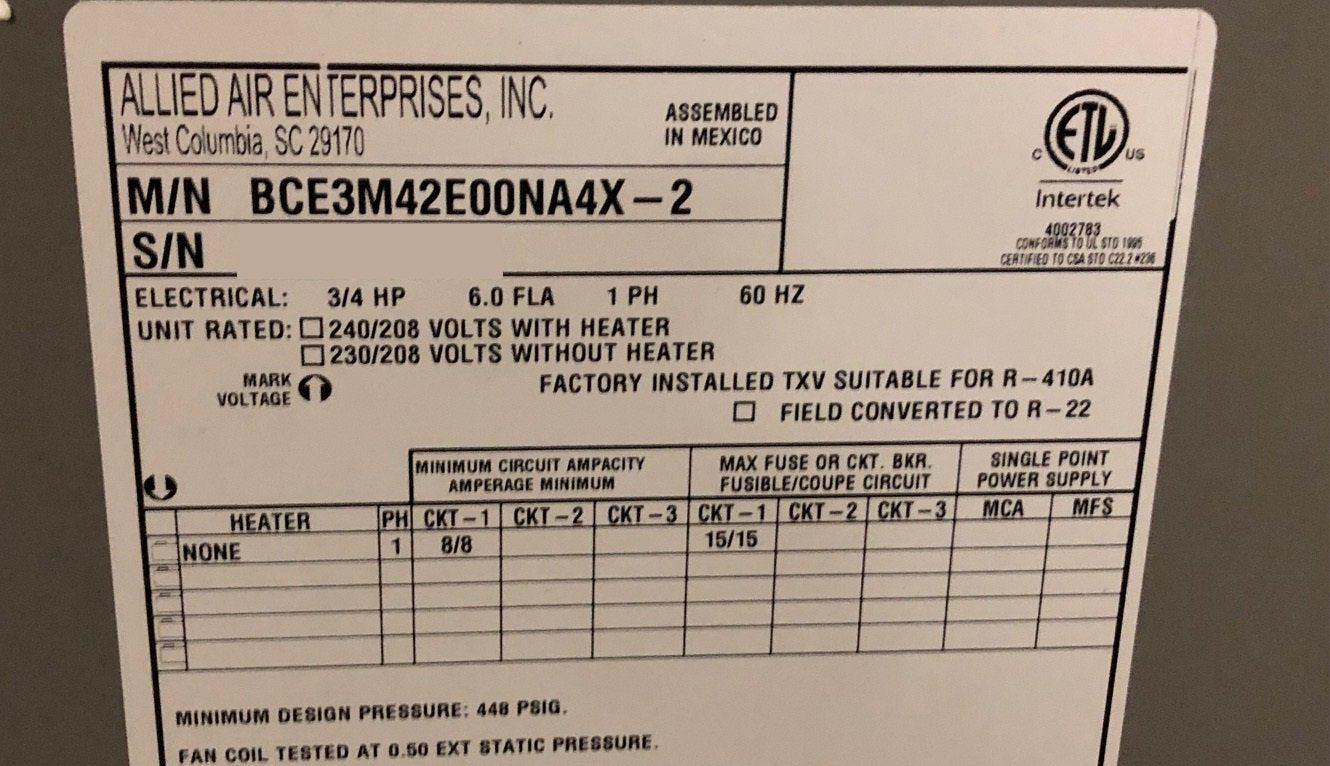 ALLIED AIR ENTERPRISES, INC.
West Columbia, SC 29170
ASSEMBLED
IN MEXICO
M/N BCE3M42E00NA4X-2
S/N
ETL
LISTED
C US
Intertek
4002783
CONFORMS TO UL STD 1995
CERTIFIED TO CSA STD C22.2 #236
ELECTRICAL: 3/4 HP 6.0 FLA 1 PH 60 HZ
UNIT RATED: ☐ 240/208 VOLTS WITH HEATER
☐ 230/208 VOLTS WITHOUT HEATER
MARK
VOLTAGE
FACTORY INSTALLED TXV SUITABLE FOR R-410A
☐ FIELD CONVERTED TO R-22
MINIMUM CIRCUIT AMPACITY
AMPERAGE MINIMUM
MAX FUSE OR CKT. BKR.
FUSIBLE/COUPE CIRCUIT
SINGLE POINT
POWER SUPPLY
HEATER PH CKT-1 CKT-2 CKT-3 CKT-1 CKT-2 CKT-3 MCA MFS
NONE 1 8/8 15/15
MINIMUM DESIGN PRESSURE: 448 PSIG.
FAN COIL TESTED AT 0.50 EXT STATIC PRESSURE.